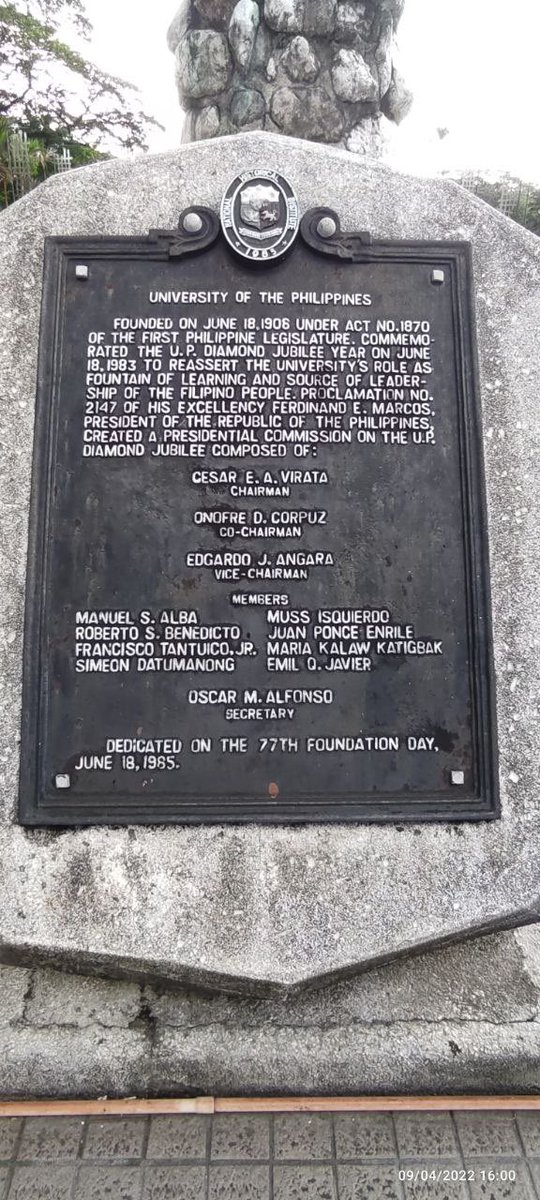 NATIONAL HISTORICAL INSTITUTE
1985
UNIVERSITY OF THE PHILIPPINES
FOUNDED ON JUNE 18,1908 UNDER ACT NO.1870
OF THE FIRST PHILIPPINE LEGISLATURE. COMMEMO-
RATED THE U.P. DIAMOND JUBILEE YEAR ON JUNE
18,1983 TO REASSERT THE UNIVERSITY'S ROLE AS
FOUNTAIN OF LEARNING AND SOURCE OF LEADER-
SHIP OF THE FILIPINO PEOPLE. PROCLAMATION NO.
2147 OF HIS EXCELLENCY FERDINAND E. MARCOS,
PRESIDENT OF THE REPUBLIC OF THE PHILIPPINES,
CREATED A PRESIDENTIAL COMMISSION ON THE U.P.
DIAMOND JUBILEE COMPOSED OF:
CESAR E. A. VIRATA
CHAIRMAN
ONOFRE D. CORPUZ
CO-CHAIRMAN
EDGARDO J. ANGARA
VICE-CHAIRMAN
MEMBERS
MANUEL S. ALBA MUSS ISQUIERDO
ROBERTO S. BENEDICTO JUAN PONCE ENRILE
FRANCISCO TANTUICO, JR. MARIA KALAW KATIGBAK
SIMEON DATUMANONG EMIL Q. JAVIER
OSCAR M. ALFONSO
SECRETARY
DEDICATED ON THE 77TH FOUNDATION DAY,
JUNE 18, 1985.
09/04/2022 16:00